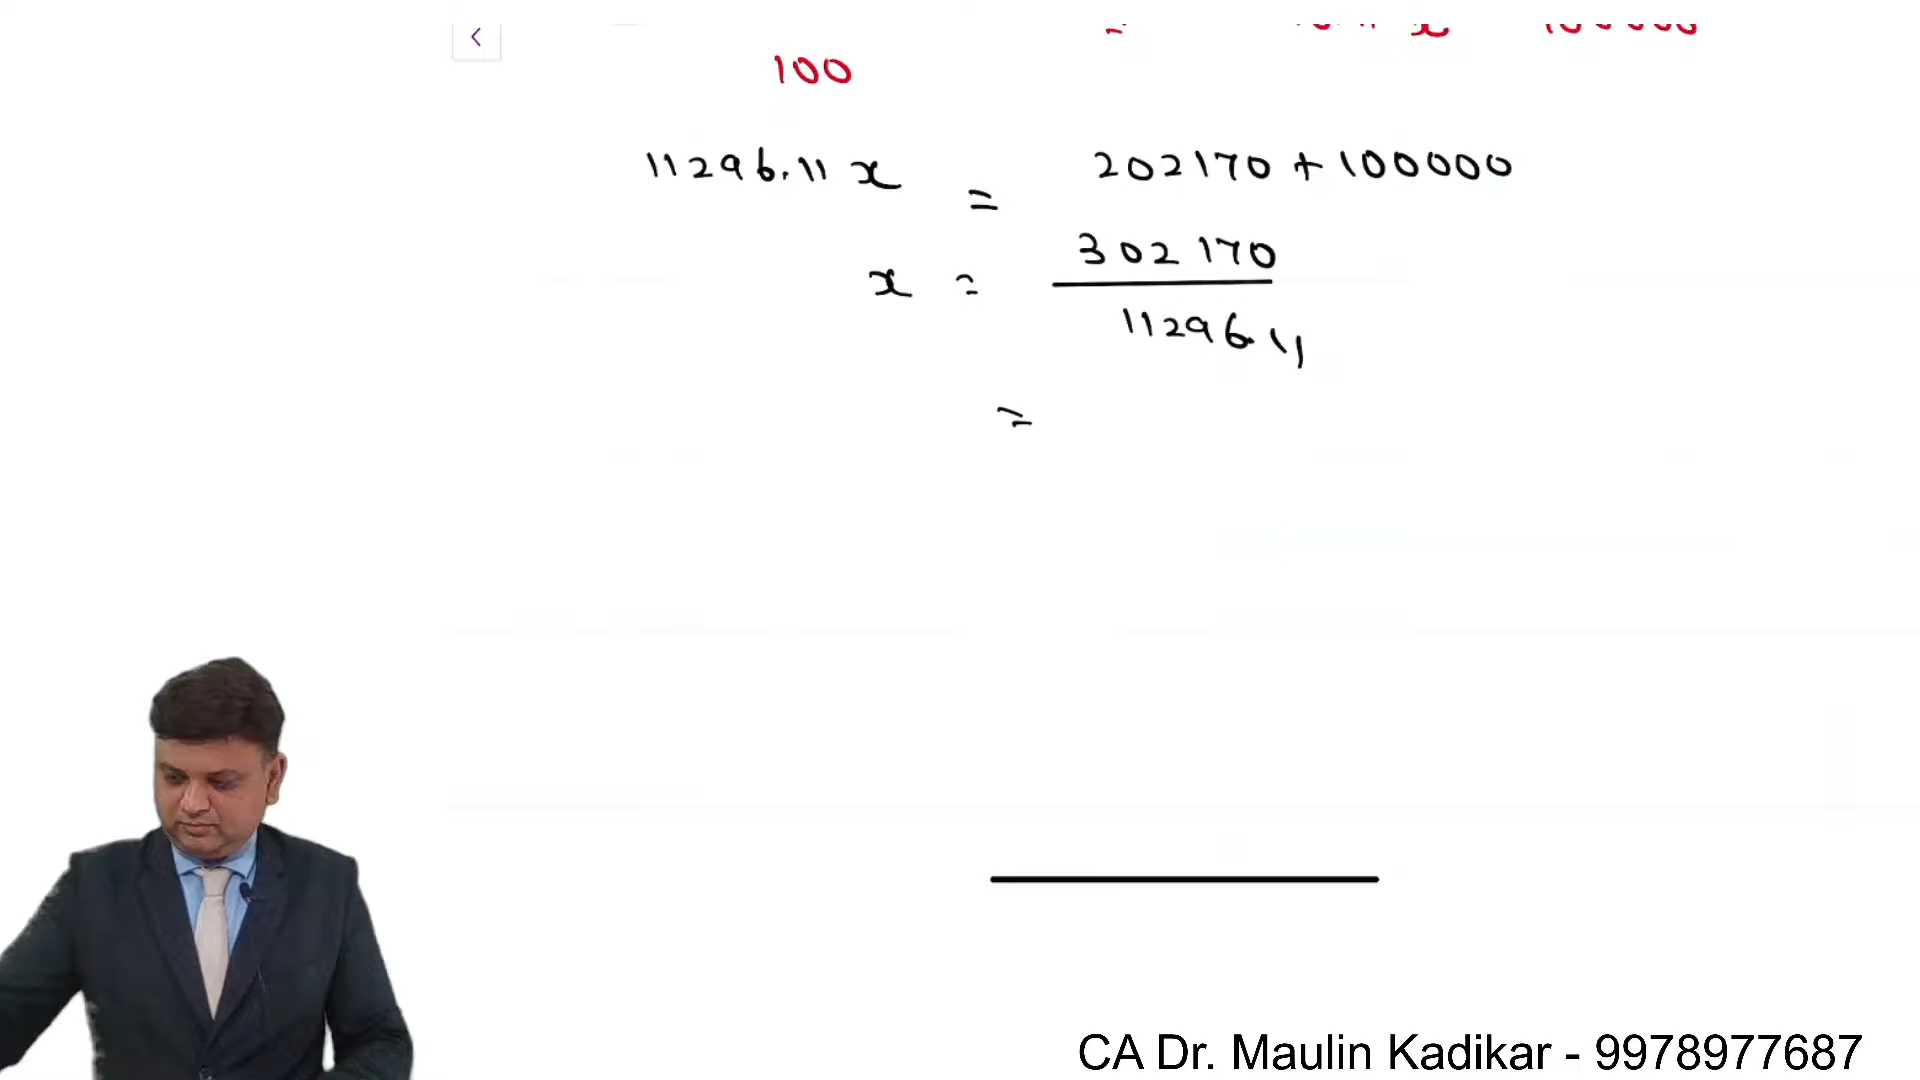 100
11296.11 x = 202170 + 100000
x = 302170
11296.11
=
CA Dr. Maulin Kadikar - 9978977687